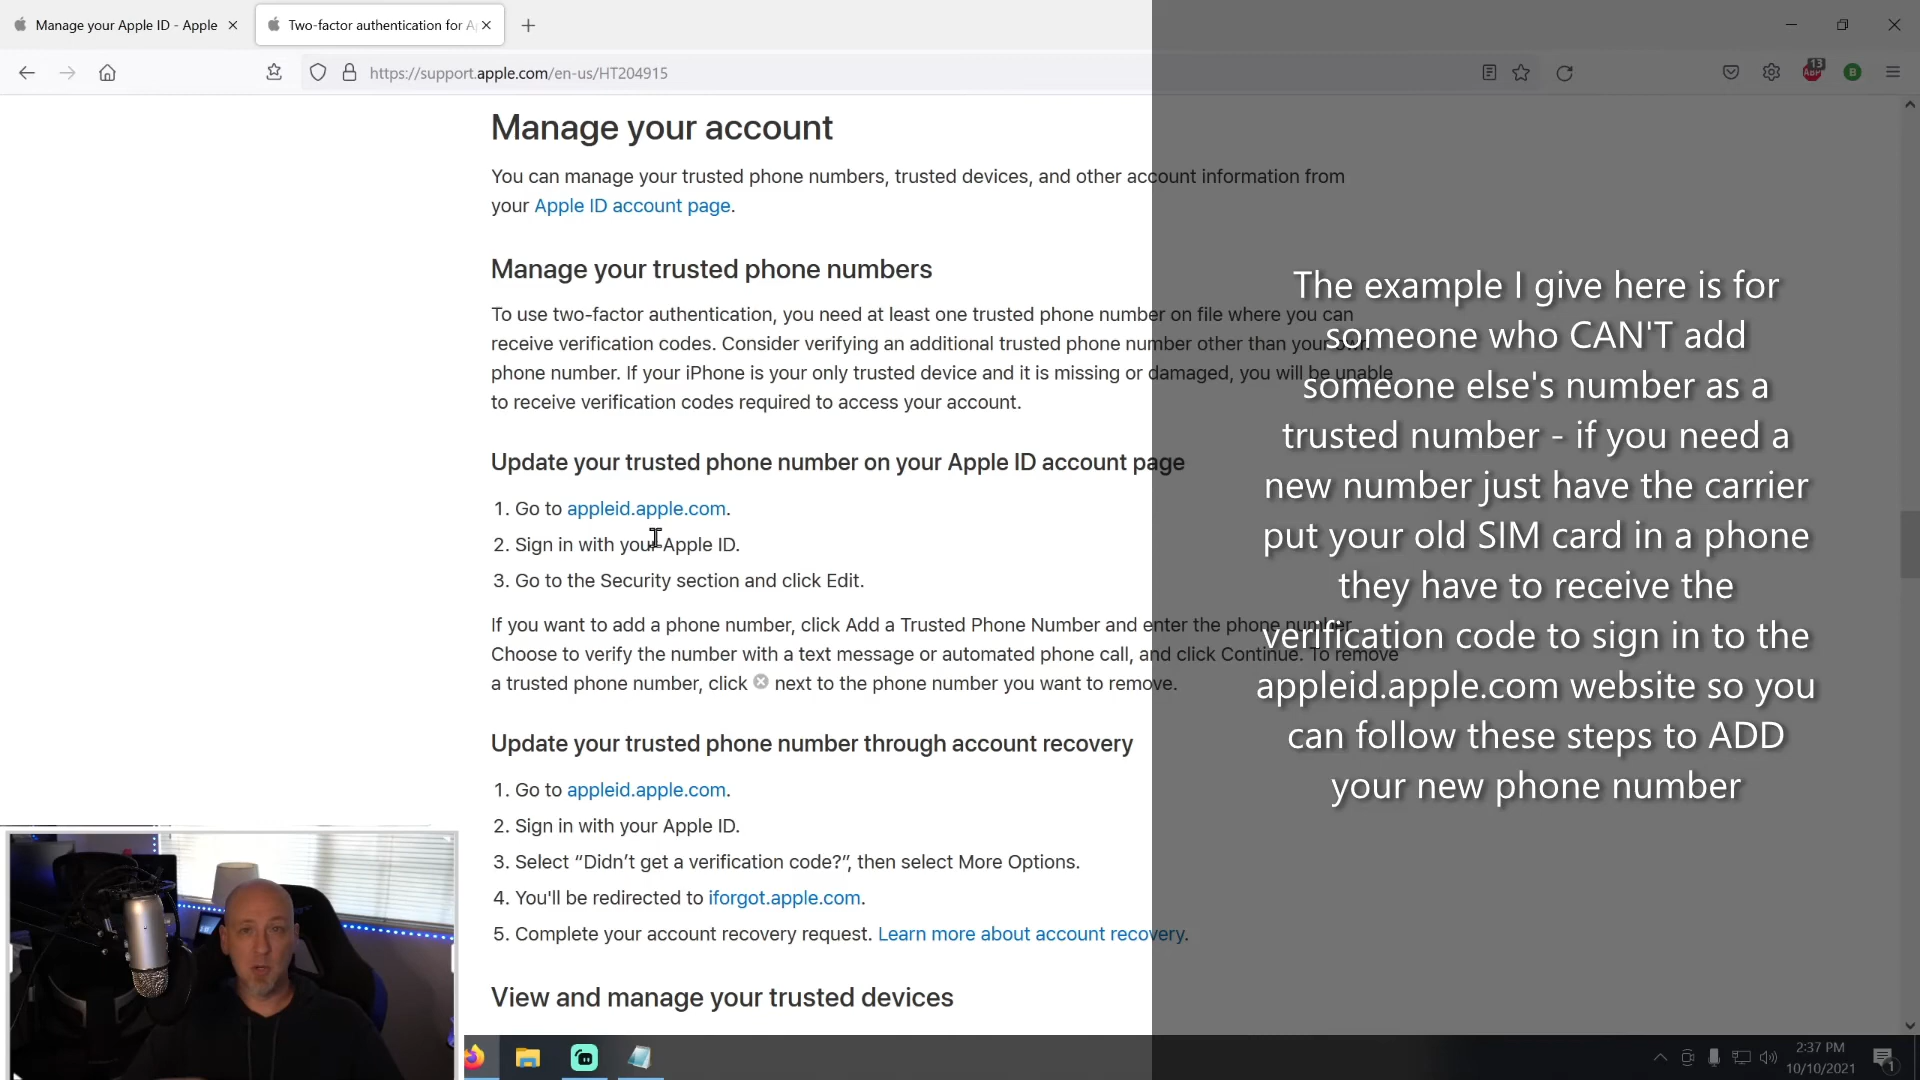 Manage your Apple ID - Apple
Two-factor authentication for A
https://support.apple.com/en-us/HT204915
ABP
13
B
Manage your account
You can manage your trusted phone numbers, trusted devices, and other account information from
your Apple ID account page.
Manage your trusted phone numbers
To use two-factor authentication, you need at least one trusted phone number on file where you can
receive verification codes. Consider verifying an additional trusted phone number other than your own
phone number. If your iPhone is your only trusted device and it is missing or damaged, you will be unable
to receive verification codes required to access your account.
Update your trusted phone number on your Apple ID account page
1. Go to appleid.apple.com.
2. Sign in with your Apple ID.
3. Go to the Security section and click Edit.
If you want to add a phone number, click Add a Trusted Phone Number and enter the phone number.
Choose to verify the number with a text message or automated phone call, and click Continue. To remove
a trusted phone number, click next to the phone number you want to remove.
Update your trusted phone number through account recovery
1. Go to appleid.apple.com.
2. Sign in with your Apple ID.
3. Select “Didn’t get a verification code?”, then select More Options.
4. You'll be redirected to iforgot.apple.com.
5. Complete your account recovery request. Learn more about account recovery.
View and manage your trusted devices
The example I give here is for
someone who CAN'T add
someone else's number as a
trusted number - if you need a
new number just have the carrier
put your old SIM card in a phone
they have to receive the
verification code to sign in to the
appleid.apple.com website so you
can follow these steps to ADD
your new phone number
2:37 PM
10/10/2021
1